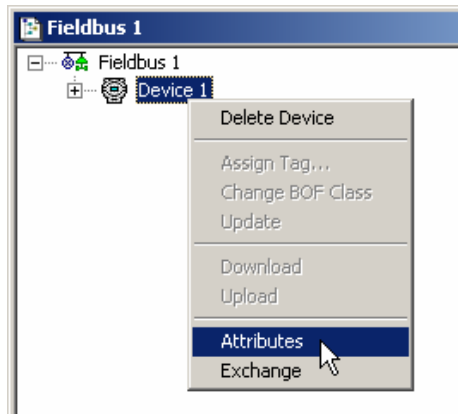 Fieldbus 1
Fieldbus 1
Device 1
Delete Device
Assign Tag...
Change BOF Class
Update
Download
Upload
Attributes
Exchange